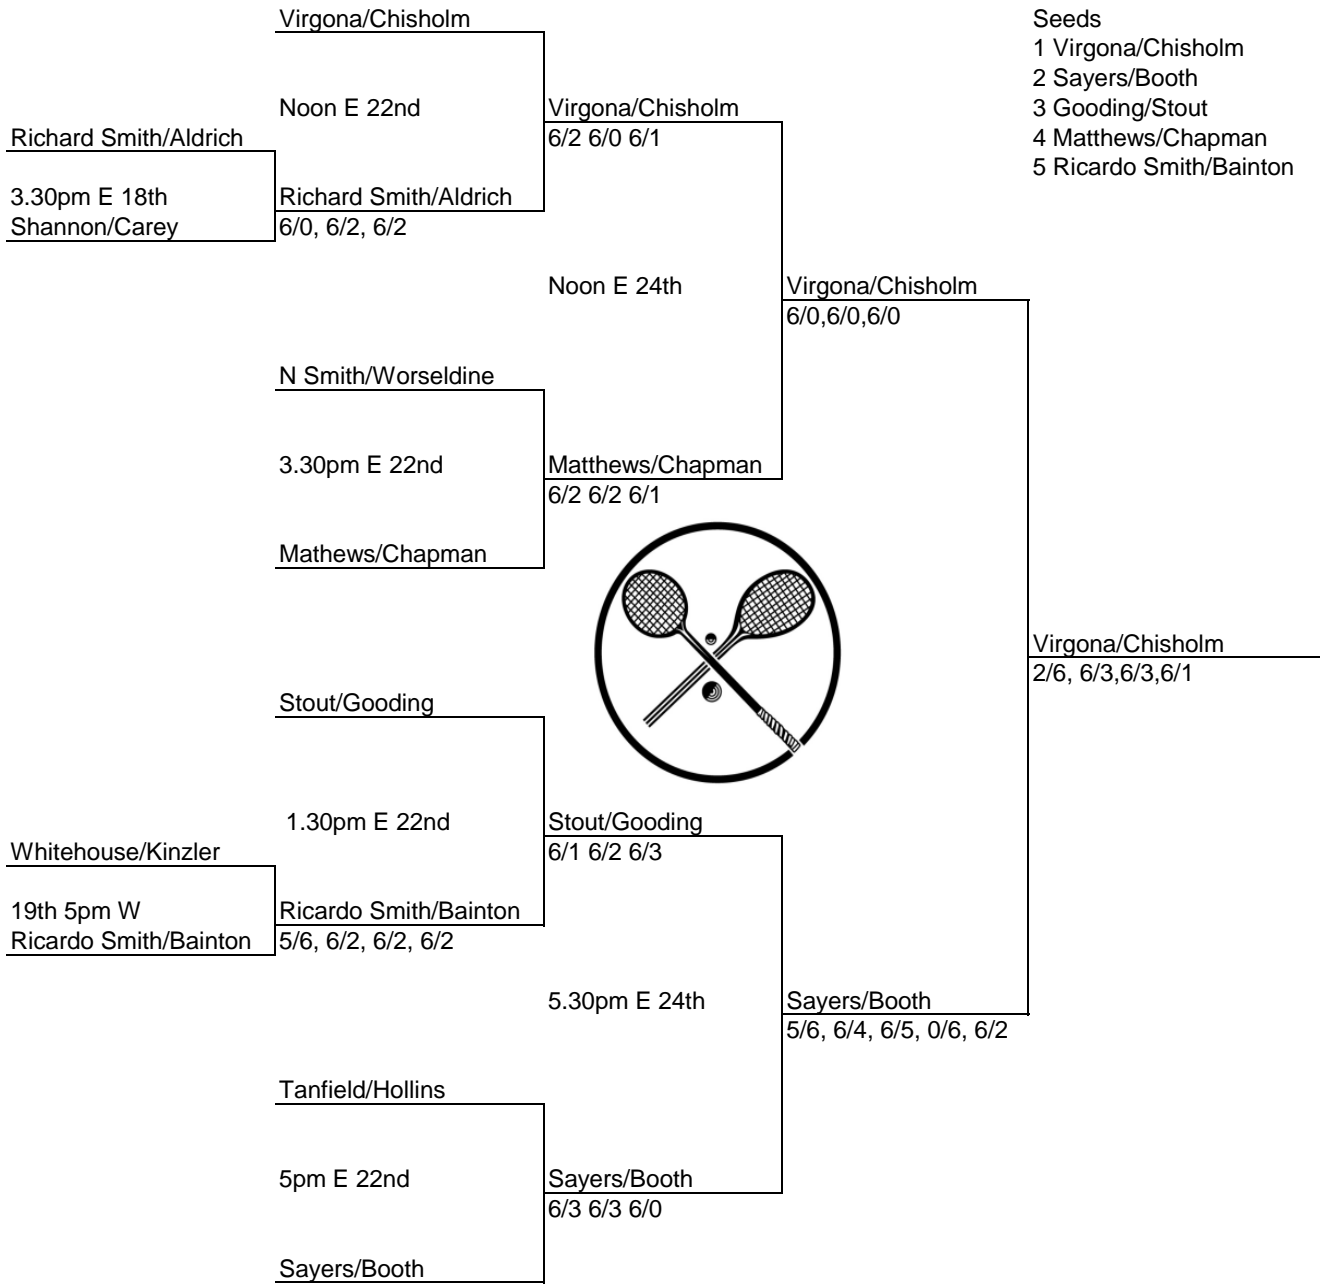 Virgona/Chisholm
Seeds
1 Virgona/Chisholm
2 Sayers/Booth
3 Gooding/Stout
4 Matthews/Chapman
5 Ricardo Smith/Bainton
Noon E 22nd
Virgona/Chisholm
6/2 6/0 6/1
Richard Smith/Aldrich
3.30pm E 18th
Shannon/Carey
Richard Smith/Aldrich
6/0, 6/2, 6/2
Noon E 24th
Virgona/Chisholm
6/0,6/0,6/0
N Smith/Worseldine
3.30pm E 22nd
Matthews/Chapman
6/2 6/2 6/1
Mathews/Chapman
Virgona/Chisholm
2/6, 6/3,6/3,6/1
Stout/Gooding
1.30pm E 22nd
Stout/Gooding
6/1 6/2 6/3
Whitehouse/Kinzler
19th 5pm W
Ricardo Smith/Bainton
Ricardo Smith/Bainton
5/6, 6/2, 6/2, 6/2
5.30pm E 24th
Sayers/Booth
5/6, 6/4, 6/5, 0/6, 6/2
Tanfield/Hollins
5pm E 22nd
Sayers/Booth
6/3 6/3 6/0
Sayers/Booth